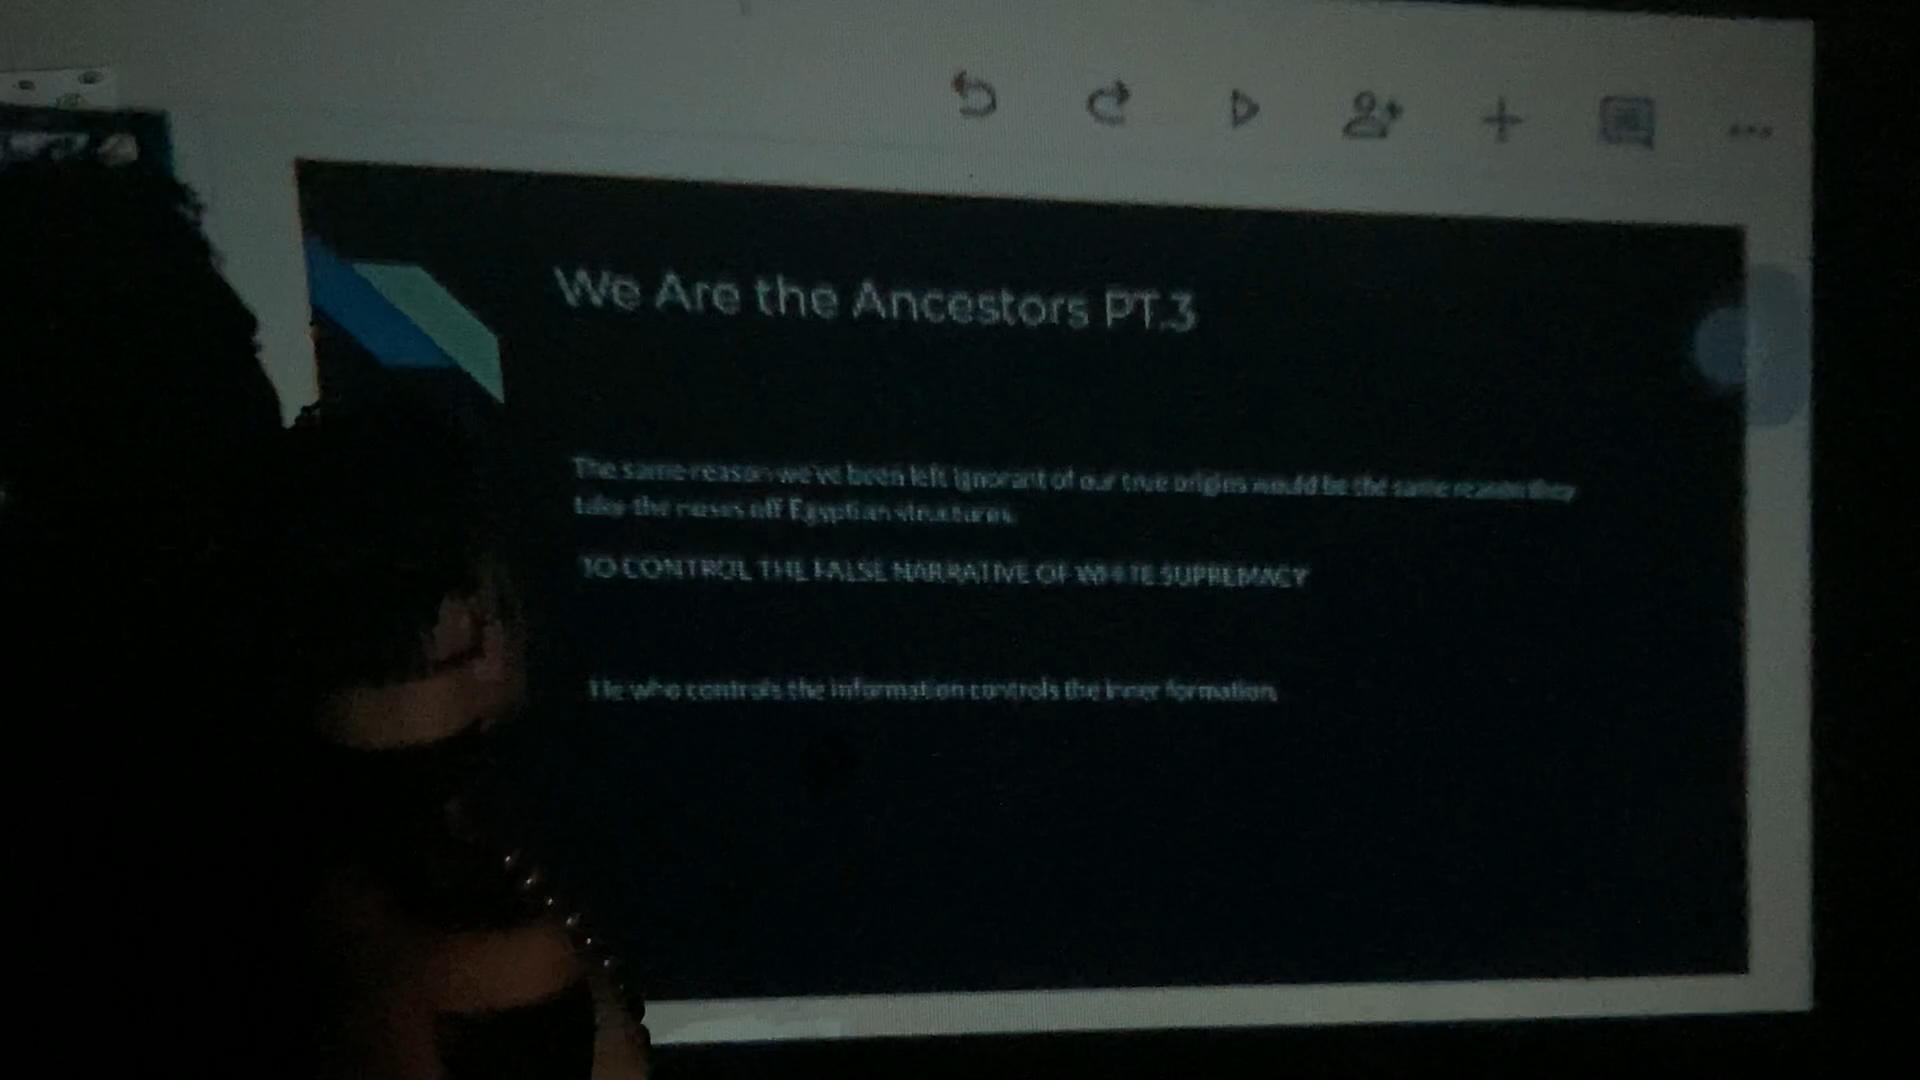 We Are the Ancestors PT.3
The same reason we've been left ignorant of our true origins would be the same reason they
take the noses off Egyptian structures.
TO CONTROL THE FALSE NARRATIVE OF WHITE SUPREMACY
He who controls the information controls the inner formation.